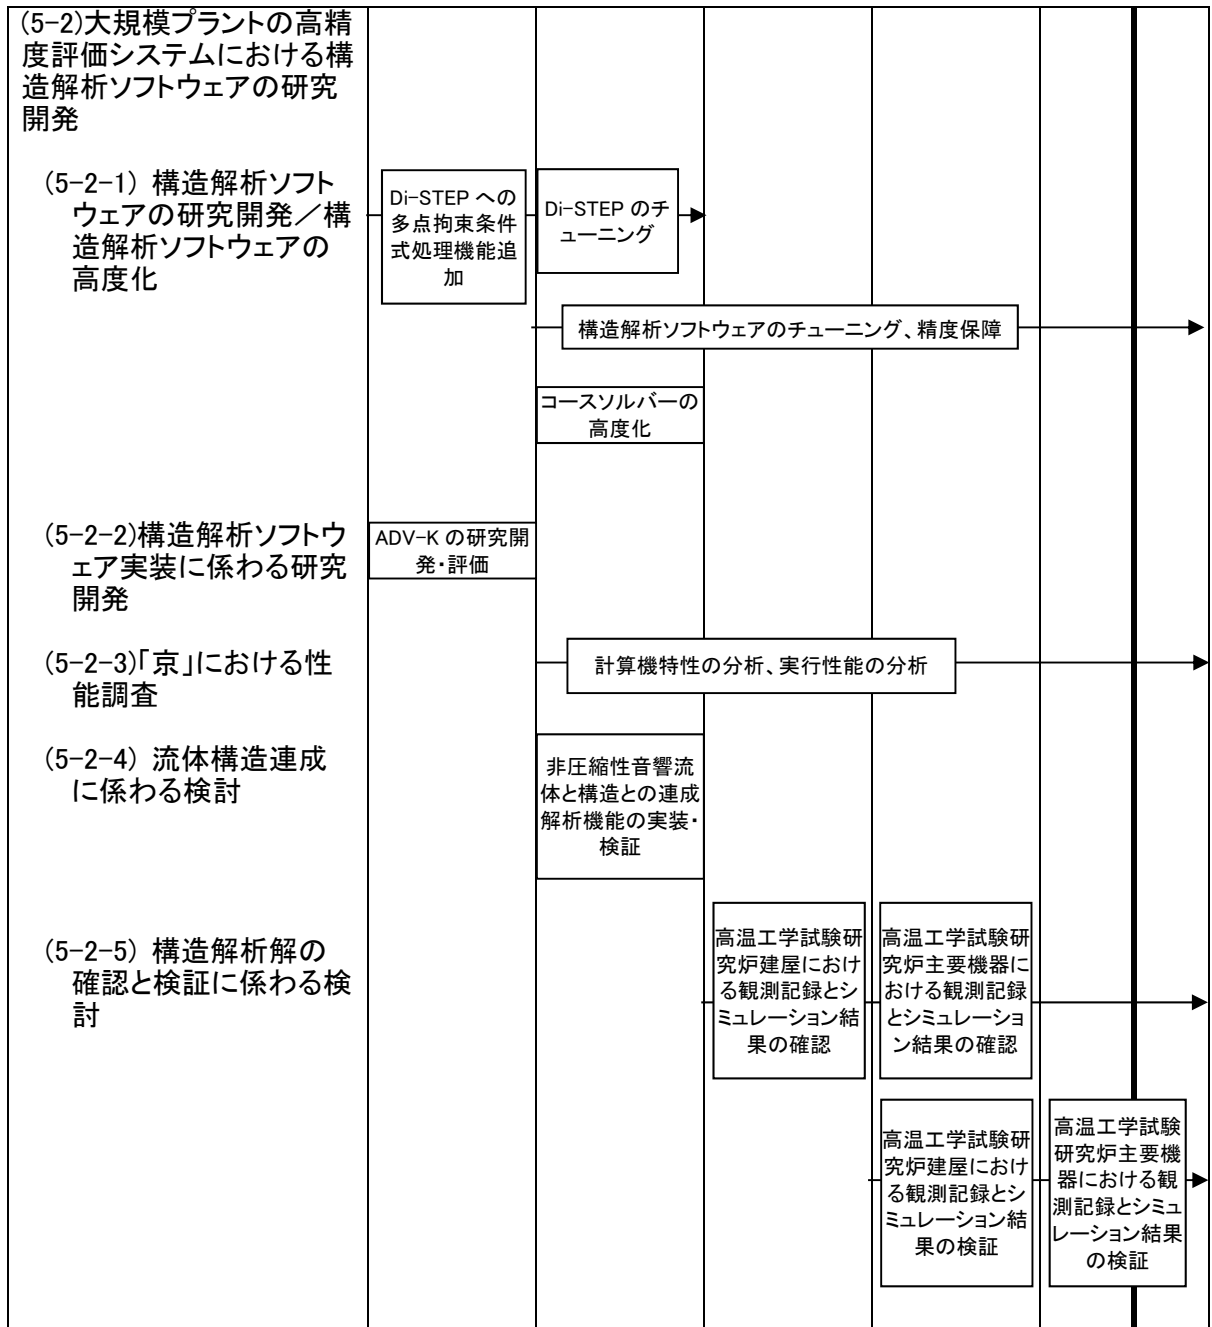 (5-2)大規模プラントの高精
度評価システムにおける構
造解析ソフトウェアの研究
開発
(5-2-1) 構造解析ソフト
ウェアの研究開発／構
造解析ソフトウェアの
高度化
Di-STEP への
多点拘束条件
式処理機能追
加
Di-STEP のチ
ューニング
構造解析ソフトウェアのチューニング、精度保障
コースソルバーの
高度化
(5-2-2)構造解析ソフトウ
ェア実装に係わる研究
開発
ADV-K の研究開
発・評価
(5-2-3)「京」における性
能調査
計算機特性の分析、実行性能の分析
(5-2-4) 流体構造連成
に係わる検討
非圧縮性音響流
体と構造との連成
解析機能の実装・
検証
(5-2-5) 構造解析解の
確認と検証に係わる検
討
高温工学試験研
究炉建屋におけ
る観測記録とシ
ミュレーション結
果の確認
高温工学試験研
究炉主要機器に
おける観測記録
とシミュレーショ
ン結果の確認
高温工学試験研
究炉建屋におけ
る観測記録とシ
ミュレーション結
果の検証
高温工学試験
研究炉主要機
器における観
測記録とシミュ
レーション結果
の検証